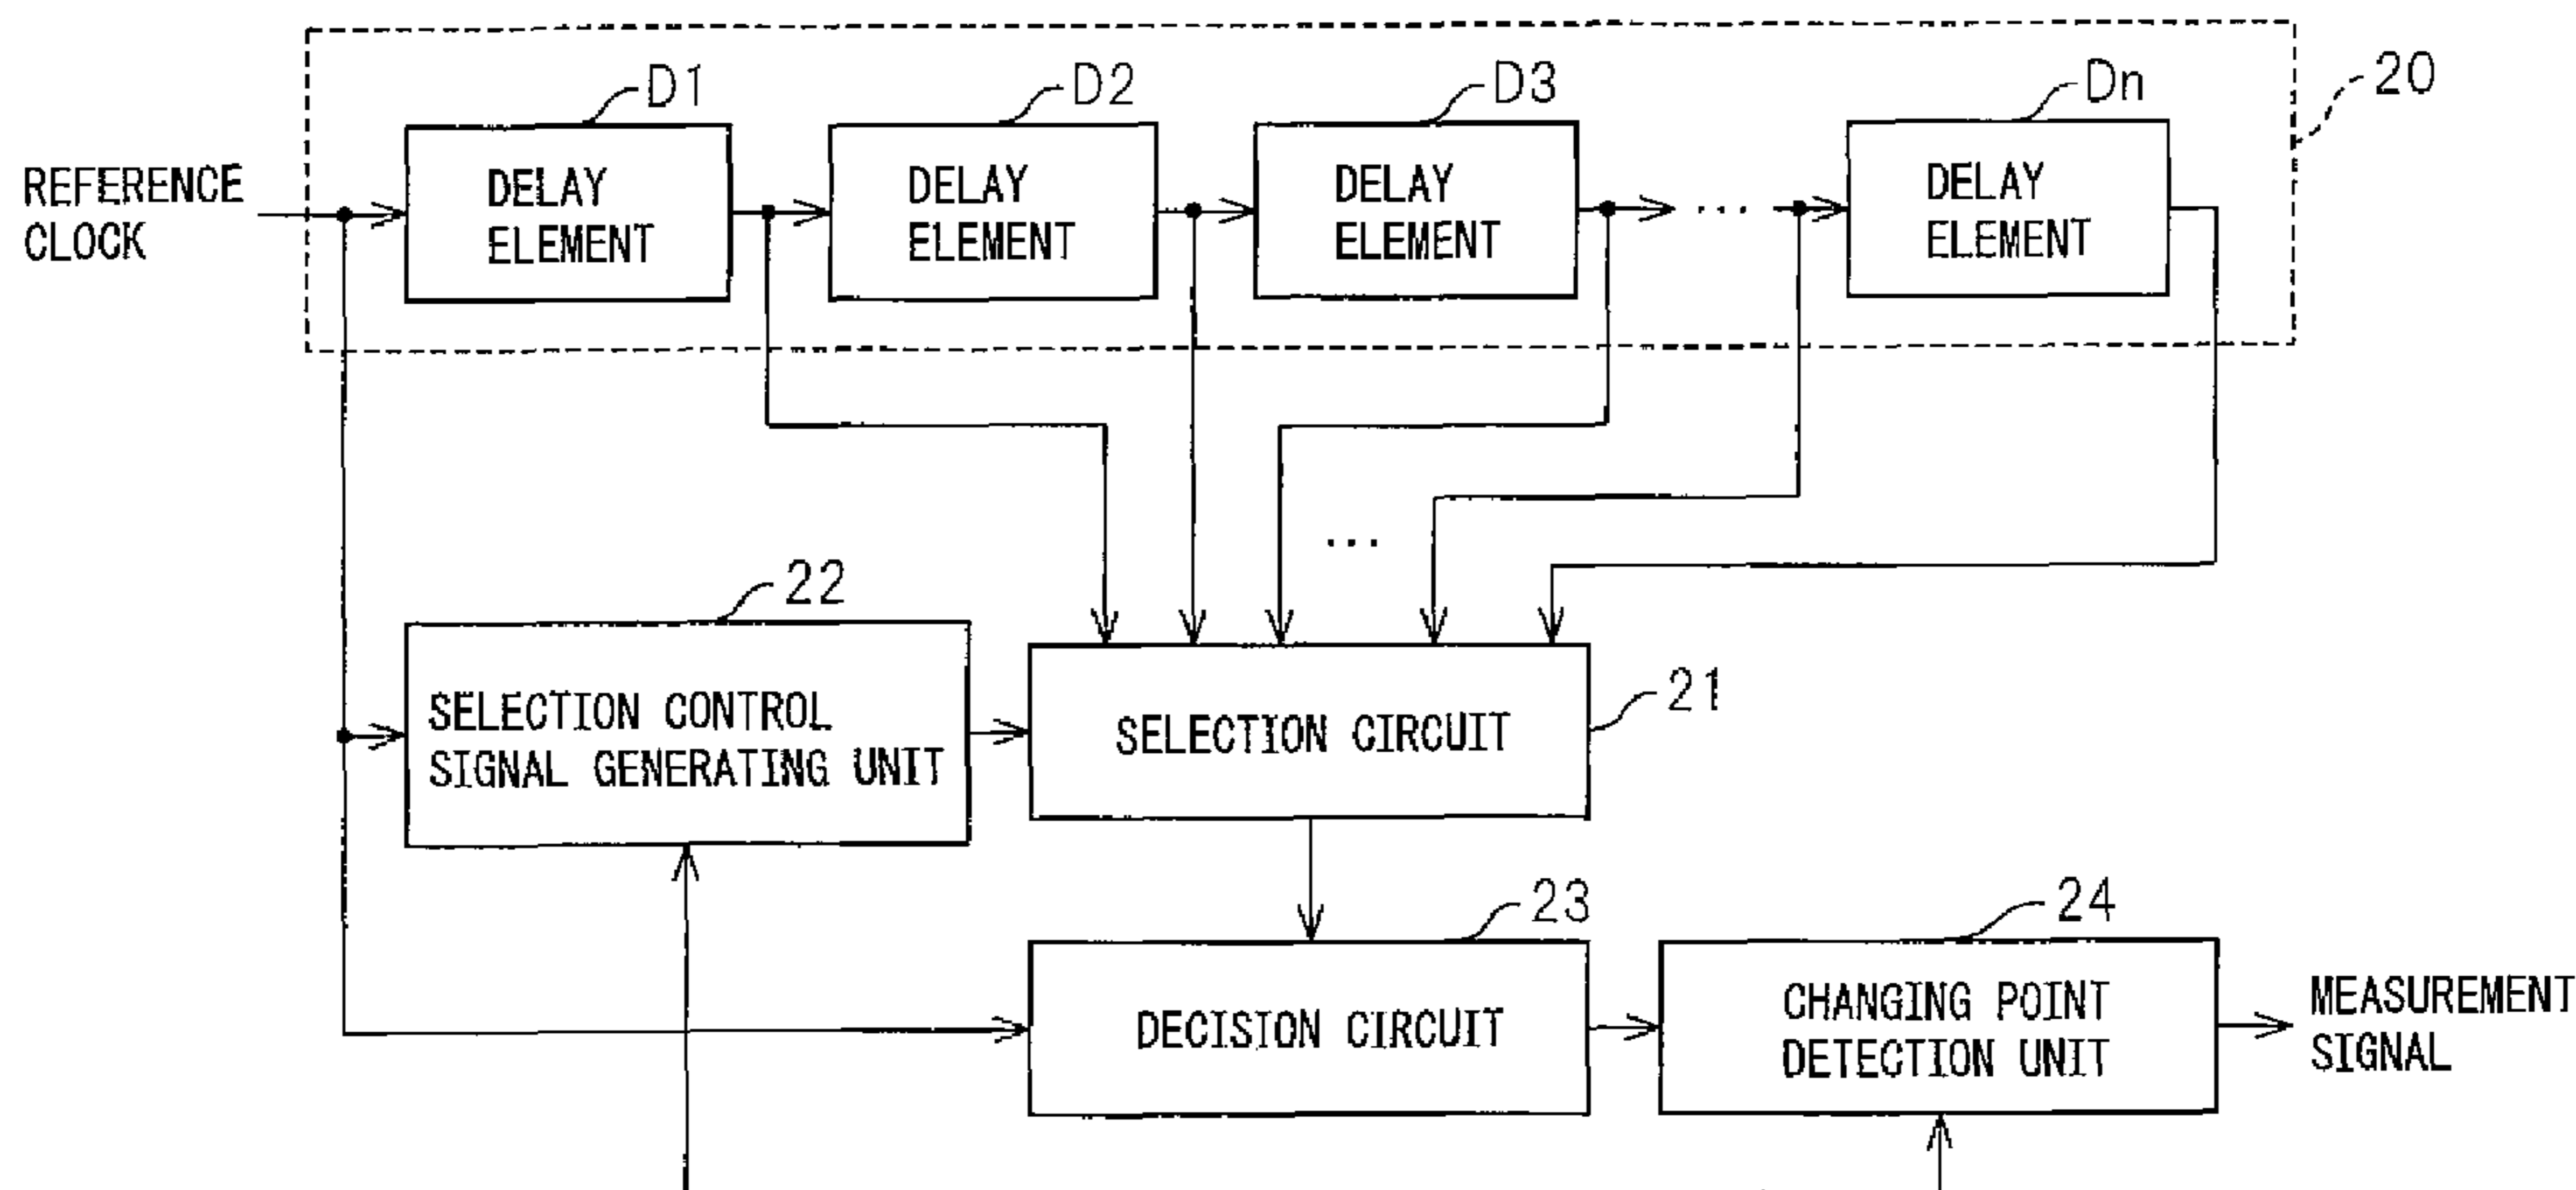 D1
D2
D3
Dn
20
REFERENCE
CLOCK
DELAY
ELEMENT
DELAY
ELEMENT
DELAY
ELEMENT
...
DELAY
ELEMENT
...
22
SELECTION CONTROL
SIGNAL GENERATING UNIT
SELECTION CIRCUIT
21
23
24
DECISION CIRCUIT
CHANGING POINT
DETECTION UNIT
MEASUREMENT
SIGNAL